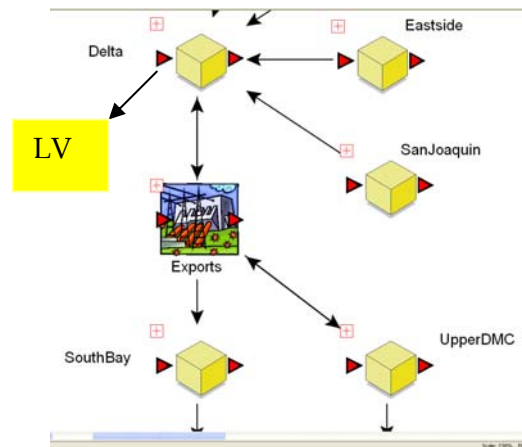 Eastside
Delta
LV
SanJoaquin
Exports
SouthBay
UpperDMC